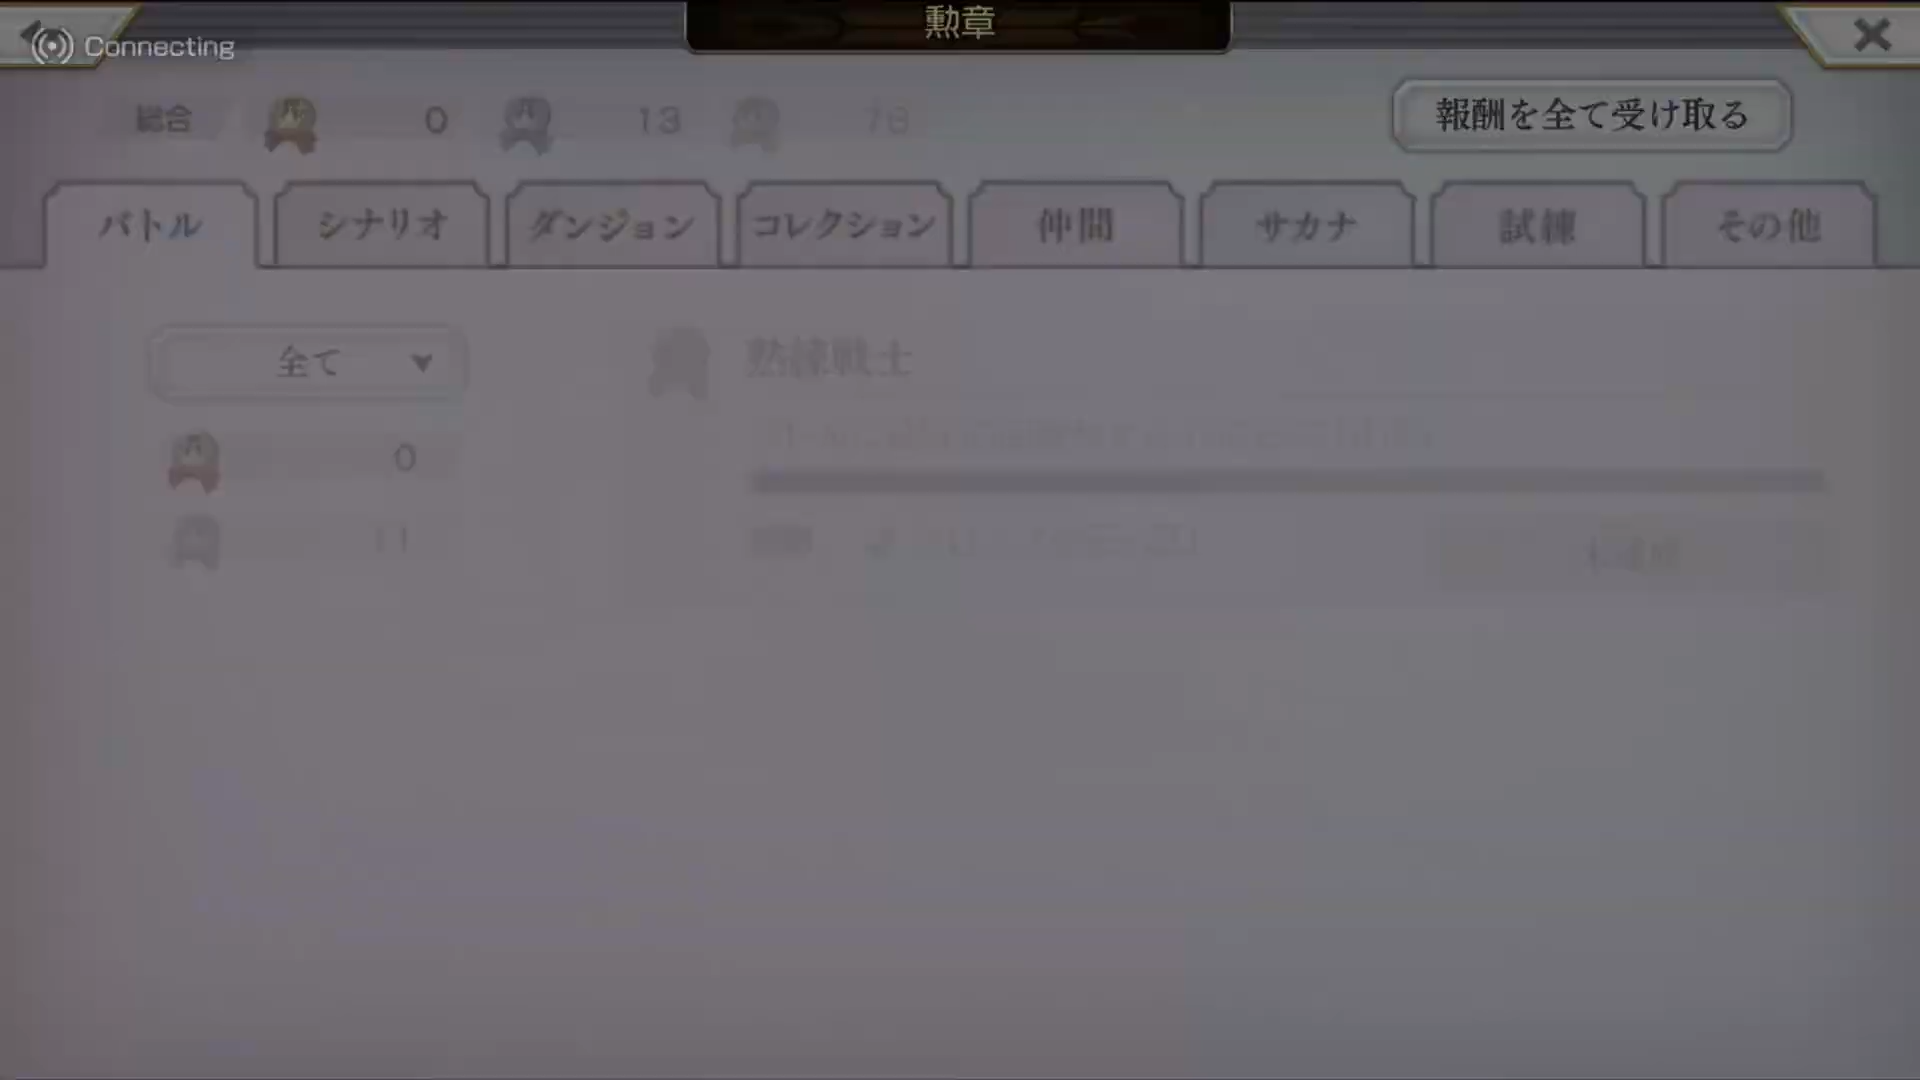 勲章
Connecting
総合 0 13 78
報酬を全て受け取る
バトル シナリオ ダンジョン コレクション 仲間 サカナ 試練 その他
全て ▼
熟練戦士
0
11